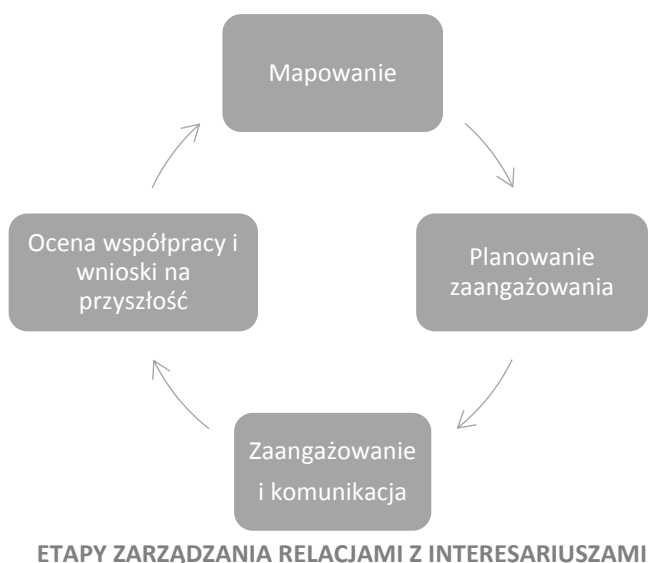 Mapowanie
Planowanie
zaangażowania
Zaangażowanie
i komunikacja
Ocena współpracy i
wnioski na
przyszłość
ETAPY ZARZĄDZANIA RELACJAMI Z INTERESARIUSZAMI